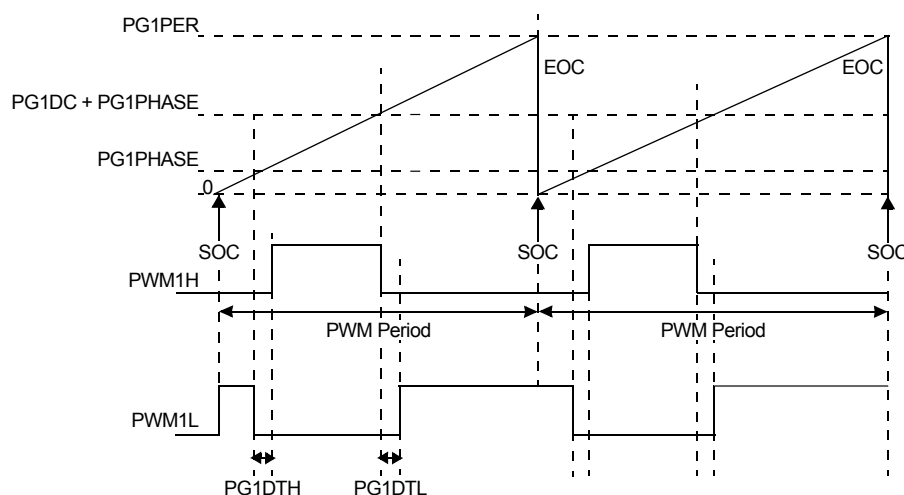 PG1PER
EOC
EOC
PG1DC + PG1PHASE
PG1PHASE
0
SOC
SOC
SOC
PWM1H
PWM Period
PWM Period
PWM1L
PG1DTH
PG1DTL